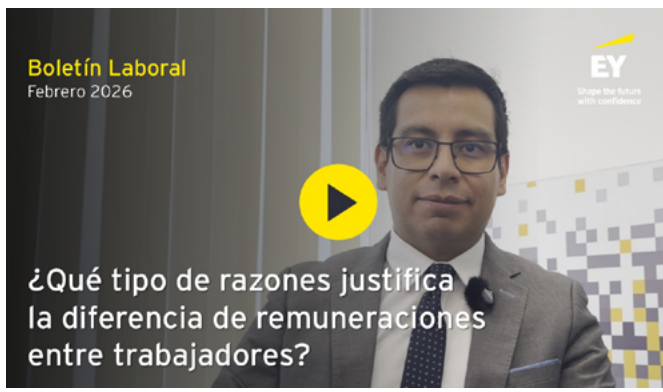 Boletín Laboral
Febrero 2026
EY
Shape the future
with confidence
¿Qué tipo de razones justifica
la diferencia de remuneraciones
entre trabajadores?